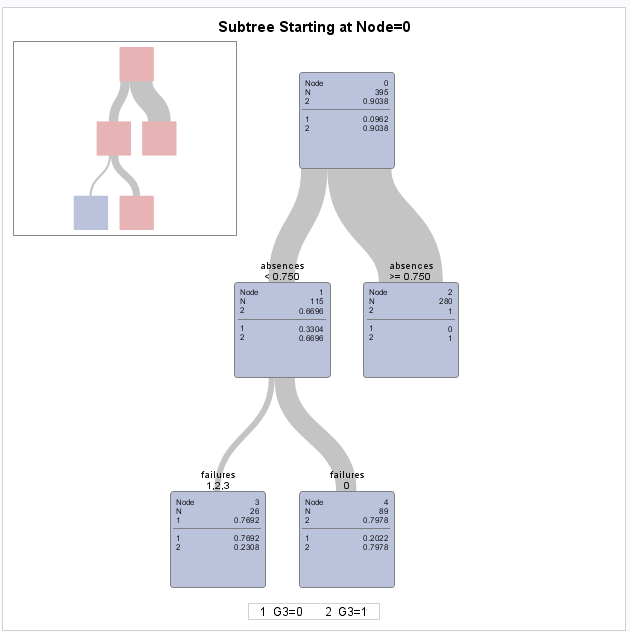 Subtree Starting at Node=0
Node 0
N 395
2 0.9038
1 0.0962
2 0.9038
absences
< 0.750
absences
>= 0.750
Node 1
N 115
2 0.6696
1 0.3304
2 0.6696
Node 2
N 280
2 1
1 0
2 1
failures
1,2,3
failures
0
Node 3
N 26
1 0.7692
1 0.7692
2 0.2308
Node 4
N 89
2 0.7978
1 0.2022
2 0.7978
1 G3=0 2 G3=1